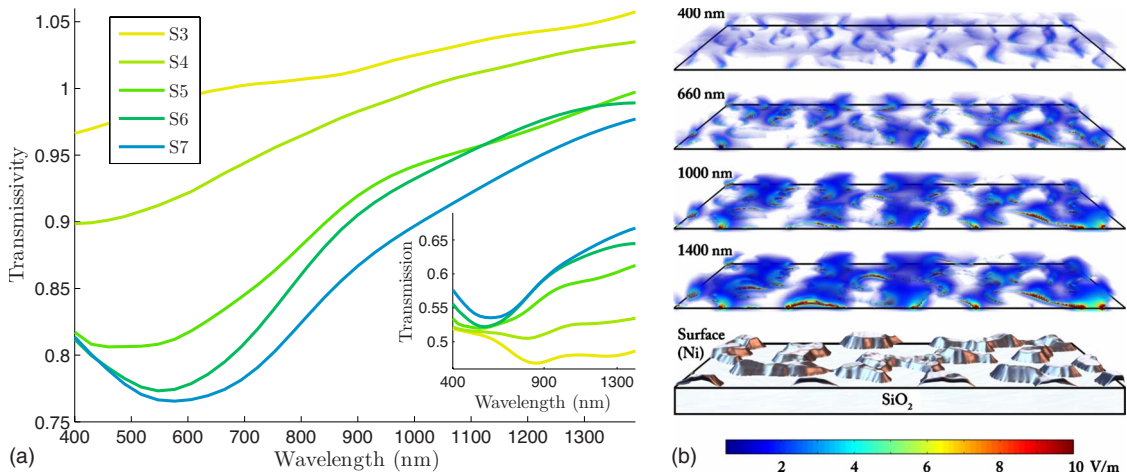 1.05
1
0.95
0.9
0.85
0.8
0.75
Transmissivity
S3
S4
S5
S6
S7
400 500 600 700 800 900 1000 1100 1200 1300
Wavelength (nm)
(a)
0.65
0.6
0.55
0.5
Transmission
400 900 1300
Wavelength (nm)
400 nm
660 nm
1000 nm
1400 nm
Surface
(Ni)
SiO₂
(b)
2 4 6 8 10 V/m